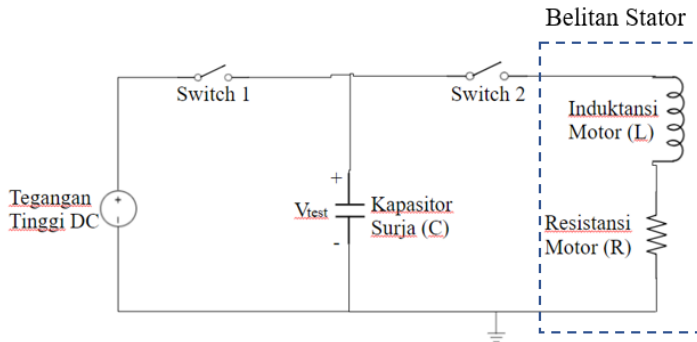 Belitan Stator
Switch 1
Switch 2
Induktansi
Motor (L)
Tegangan
Tinggi DC
+
-
+
Vtest
-
Kapasitor
Surja (C)
Resistansi
Motor (R)